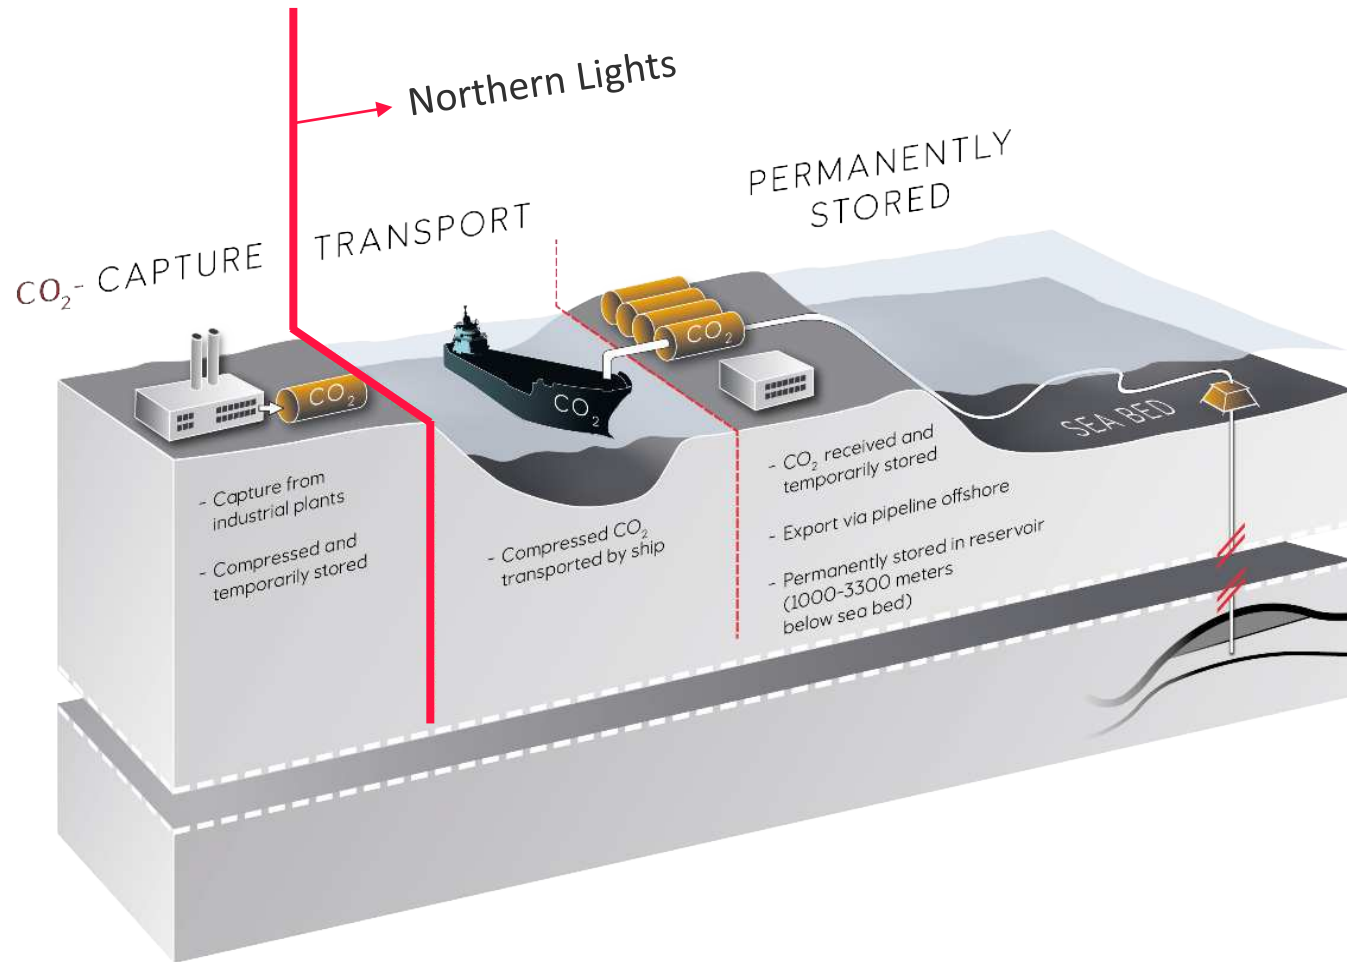 Northern Lights
PERMANENTLY
STORED
TRANSPORT
CO₂- CAPTURE
CO₂
CO₂
CO₂
SEA BED
- Capture from
industrial plants
- Compressed and
temporarily stored
- Compressed CO₂
transported by ship
- CO₂ received and
temporarily stored
- Export via pipeline offshore
- Permanently stored in reservoir
(1000-3300 meters
below sea bed)